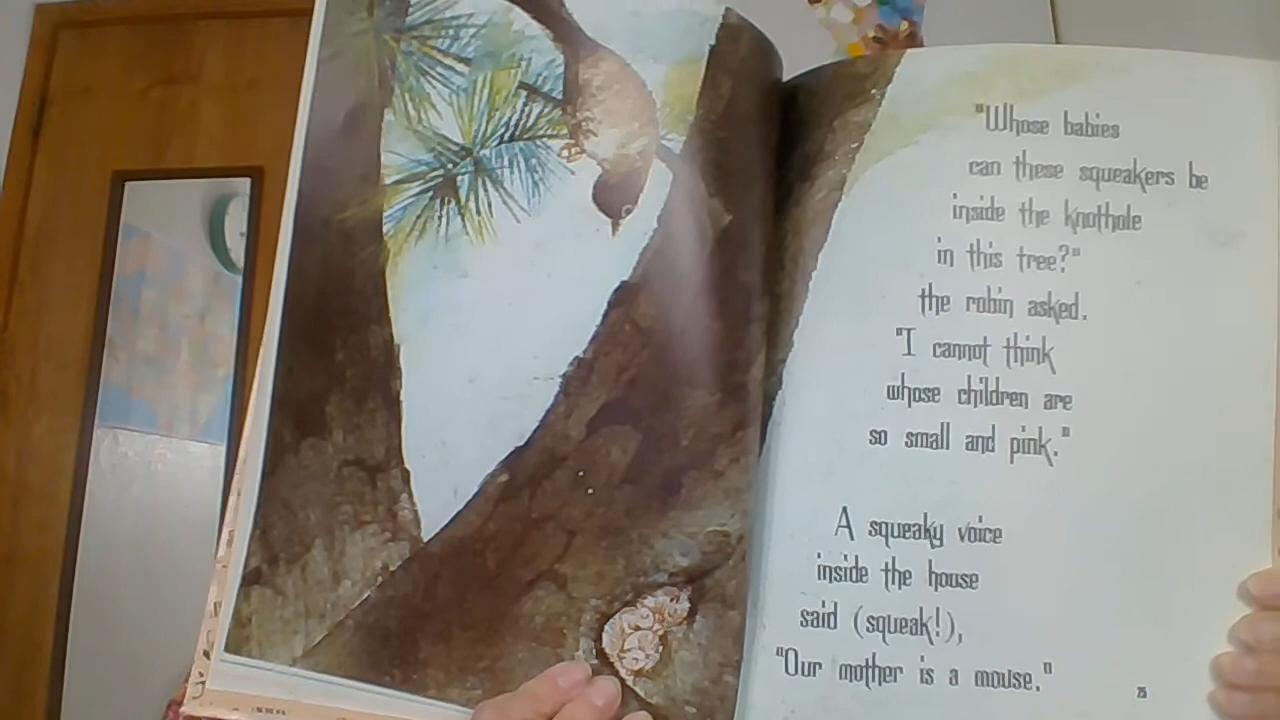 "Whose babies
can these squeakers be
inside the knothole
in this tree?"
the robin asked.
"I cannot think
whose children are
so small and pink."
A squeaky voice
inside the house
said (squeak!),
"Our mother is a mouse."
25